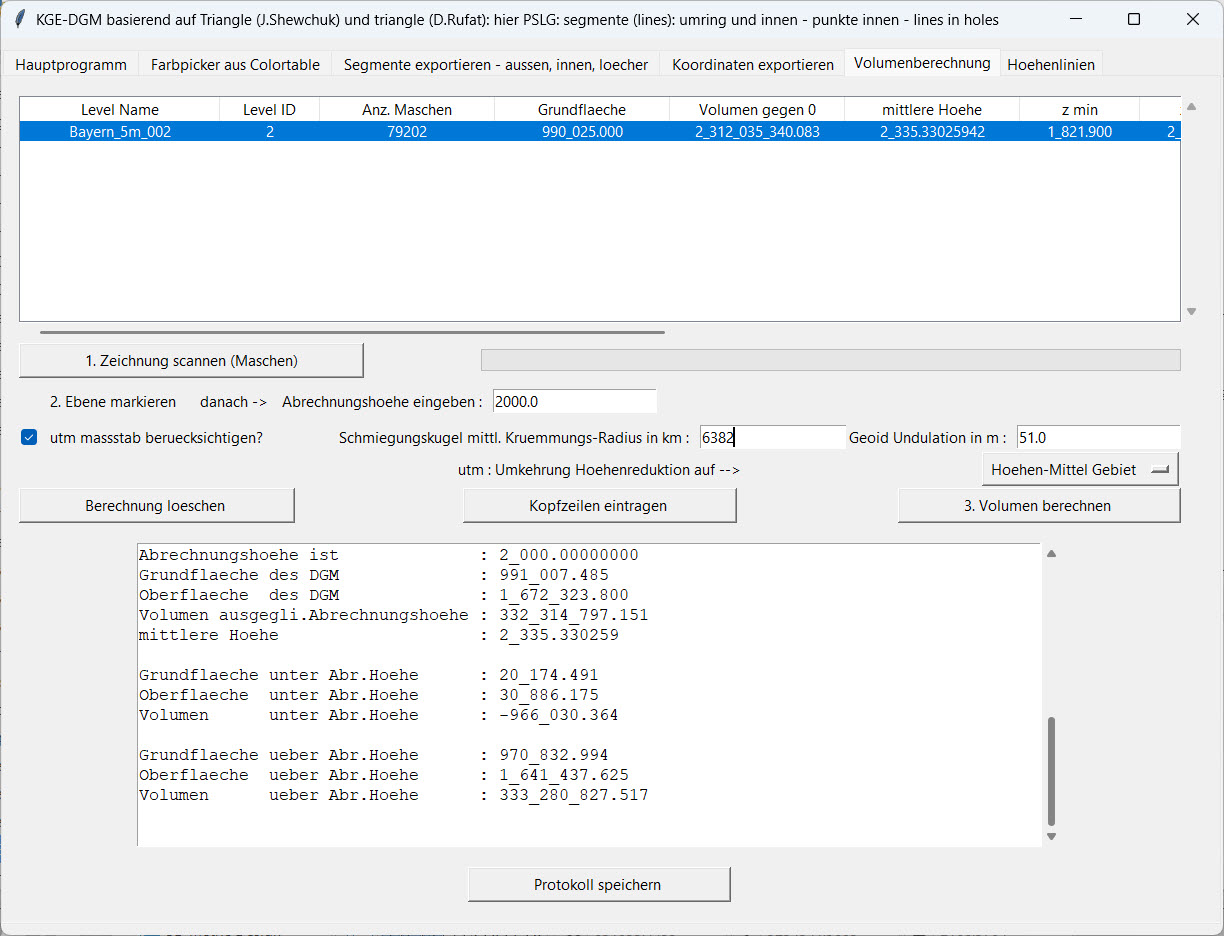 KGE-DGM basierend auf Triangle (J.Shewchuk) und triangle (D.Rufat): hier PSLG: segmente (lines): umring und innen - punkte innen - lines in holes
Hauptprogramm Farbpicker aus Colortable Segmente exportieren - aussen, innen, loecher Koordinaten exportieren Volumenberechnung Hoehenlinien
Level Name Level ID Anz. Maschen Grundflaeche Volumen gegen 0 mittlere Hoehe z min
Bayern_5m_002 2 79202 990_025.000 2_312_035_340.083 2_335.33025942 1_821.900 2_
1. Zeichnung scannen (Maschen)
2. Ebene markieren danach -> Abrechnungshoehe eingeben : 2000.0
utm massstab beruecksichtigen? Schmiegungskugel mittl. Kruemmungs-Radius in km : 6382 Geoid Undulation in m : 51.0
utm : Umkehrung Hoehenreduktion auf --> Hoehen-Mittel Gebiet
Berechnung loeschen Kopfzeilen eintragen 3. Volumen berechnen
Abrechnungshoehe ist : 2_000.00000000
Grundflaeche des DGM : 991_007.485
Oberflaeche des DGM : 1_672_323.800
Volumen ausgegli.Abrechnungshoehe : 332_314_797.151
mittlere Hoehe : 2_335.330259
Grundflaeche unter Abr.Hoehe : 20_174.491
Oberflaeche unter Abr.Hoehe : 30_886.175
Volumen unter Abr.Hoehe : -966_030.364
Grundflaeche ueber Abr.Hoehe : 970_832.994
Oberflaeche ueber Abr.Hoehe : 1_641_437.625
Volumen ueber Abr.Hoehe : 333_280_827.517
Protokoll speichern